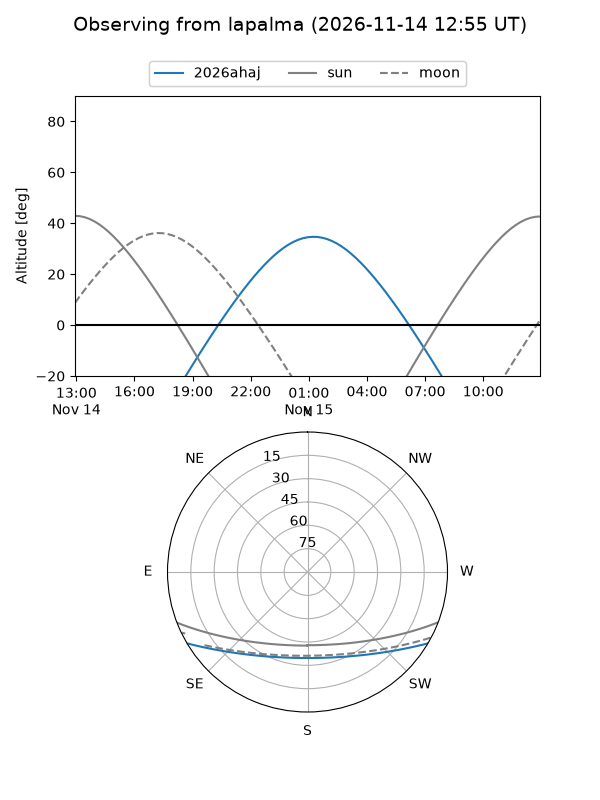 Observing from lapalma (2026-11-14 12:55 UT)
2026ahaj sun moon
Altitude [deg]
80
60
40
20
0
−20
13:00 16:00 19:00 22:00 01:00 04:00 07:00 10:00
Nov 14 Nov 15
N
NE NW
15
30
45
60
75
E W
SE SW
S